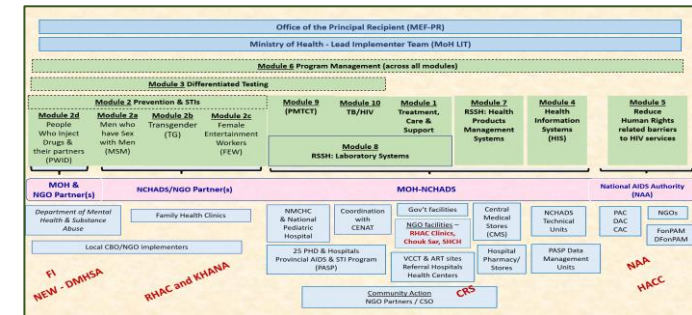 Office of the Principal Recipient (MEF-PR)
Ministry of Health - Lead Implementer Team (MoH LIT)
Module 6 Program Management (across all modules)
Module 3 Differentiated Testing
Module 2 Prevention & STIs
Module 2d
People
Who Inject
Drugs &
their partners
(PWID)
Module 2a
Men who
have Sex
with Men
(MSM)
Module 2b
Transgender
(TG)
Module 2c
Female
Entertainment
Workers
(FEW)
Module 9
(PMTCT)
Module 10
TB/HIV
Module 1
Treatment,
Care &
Support
Module 8
RSSH: Laboratory Systems
Module 7
RSSH: Health
Products
Management
Systems
Module 4
Health
Information
Systems (HIS)
Module 5
Reduce
Human Rights
related barriers
to HIV services
MOH &
NGO Partner(s)
NCHADS/NGO Partner(s)
MOH-NCHADS
National AIDS Authority
(NAA)
Department of Mental
Health & Substance
Abuse
Family Health Clinics
Local CBO/NGO implementers
NMCHC
& National
Pediatric
Hospital
Coordination
with
CENAT
25 PHD & Hospitals
Provincial AIDS & STI Program
(PASP)
Gov't facilities
NGO facilities –
RHAC Clinics,
Chouk Sar, SHCH
VCCT & ART sites
Referral Hospitals
Health Centers
Central
Medical
Stores
(CMS)
Hospital
Pharmacy/
Stores
NCHADS
Technical
Units
PASP Data
Management
Units
PAC
DAC
CAC
NGOs
FonPAM
DFonPAM
Community Action
NGO Partners / CSO
FI
NEW - DMHSA
RHAC and KHANA
CRS
NAA
HACC